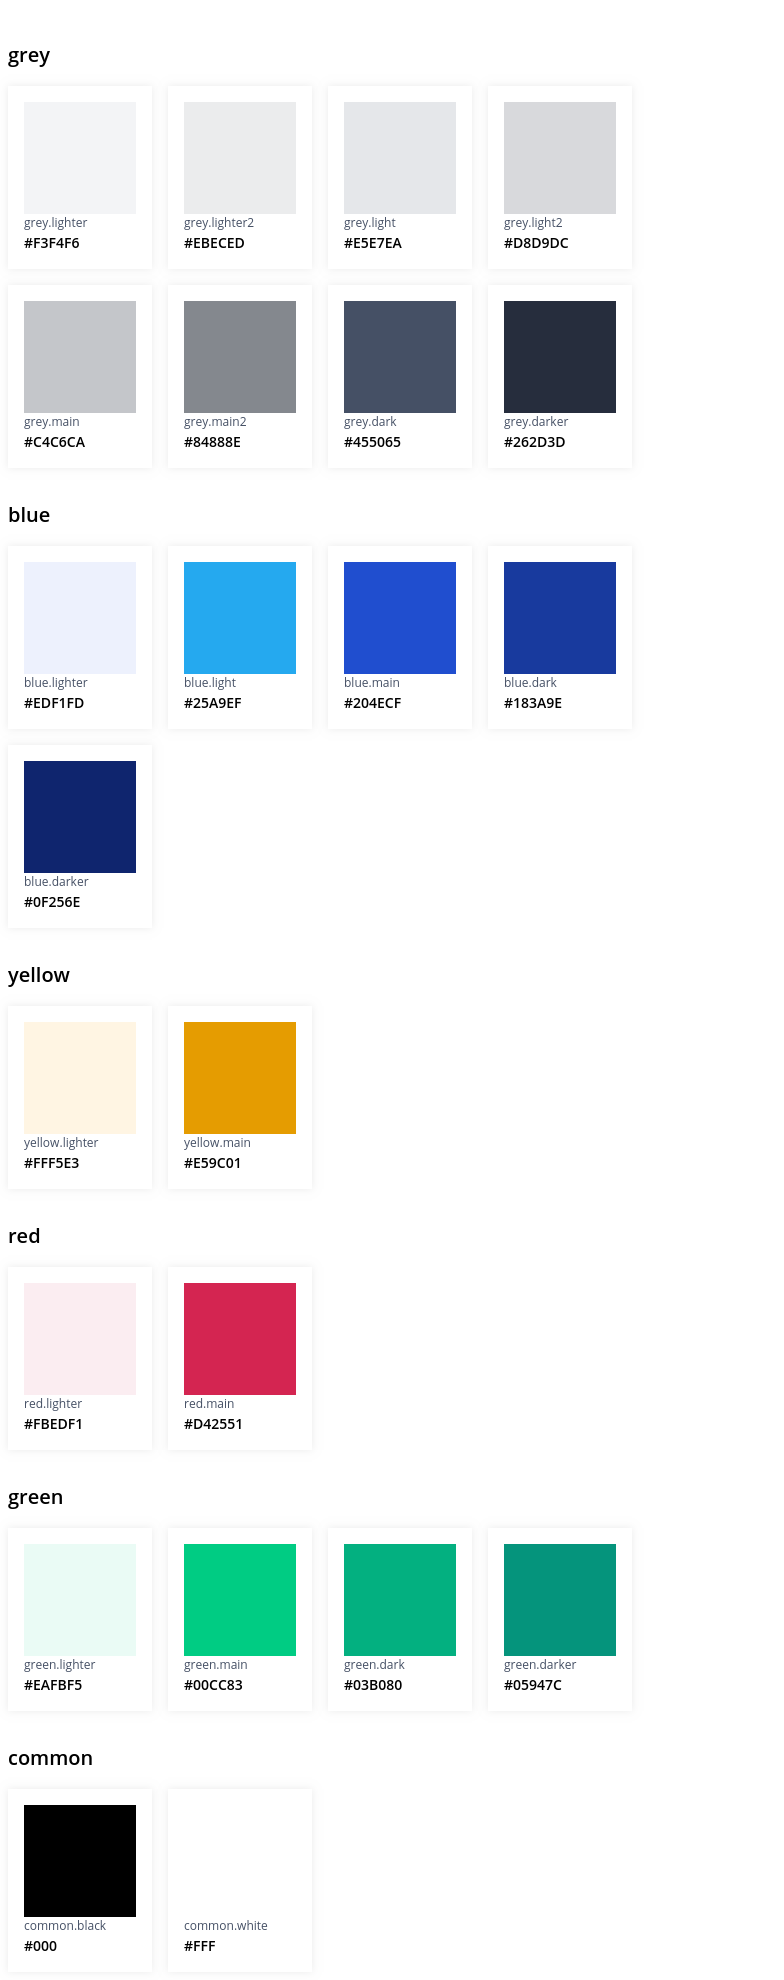 grey
grey.lighter
#F3F4F6
grey.lighter2
#EBECED
grey.light
#E5E7EA
grey.light2
#D8D9DC
grey.main
#C4C6CA
grey.main2
#84888E
grey.dark
#455065
grey.darker
#262D3D
blue
blue.lighter
#EDF1FD
blue.light
#25A9EF
blue.main
#204ECF
blue.dark
#183A9E
blue.darker
#0F256E
yellow
yellow.lighter
#FFF5E3
yellow.main
#E59C01
red
red.lighter
#FBEDF1
red.main
#D42551
green
green.lighter
#EAFBF5
green.main
#00CC83
green.dark
#03B080
green.darker
#05947C
common
common.black
#000
common.white
#FFF